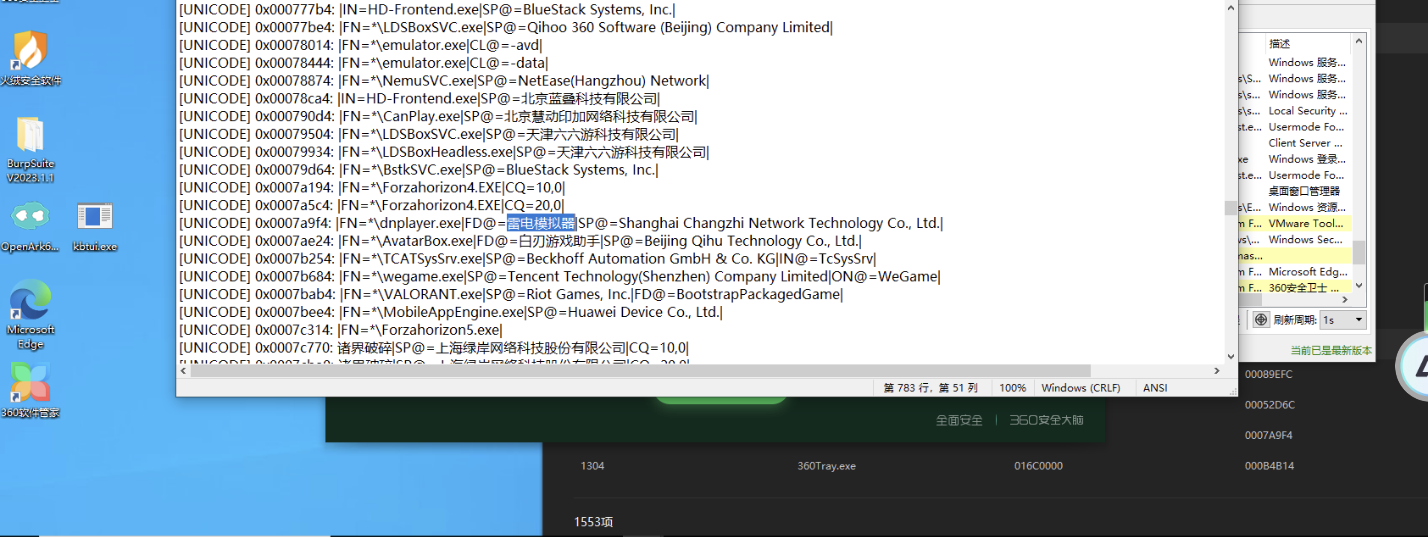 [UNICODE] 0x000777b4: |IN=HD-Frontend.exe|SP@=BlueStack Systems, Inc.|
[UNICODE] 0x00077be4: |FN=*\LDSBoxSVC.exe|SP@=Qihoo 360 Software (Beijing) Company Limited|
[UNICODE] 0x00078014: |FN=*\emulator.exe|CL@=-avd|
[UNICODE] 0x00078444: |FN=*\emulator.exe|CL@=-data|
[UNICODE] 0x00078874: |FN=*\NemuSVC.exe|SP@=NetEase(Hangzhou) Network|
[UNICODE] 0x00078ca4: |IN=HD-Frontend.exe|SP@=北京蓝叠科技有限公司|
[UNICODE] 0x000790d4: |FN=*\CanPlay.exe|SP@=北京慧动印加网络科技有限公司|
[UNICODE] 0x00079504: |FN=*\LDSBoxSVC.exe|SP@=天津六六游科技有限公司|
[UNICODE] 0x00079934: |FN=*\LDSBoxHeadless.exe|SP@=天津六六游科技有限公司|
[UNICODE] 0x00079d64: |FN=*\BstkSVC.exe|SP@=BlueStack Systems, Inc.|
[UNICODE] 0x0007a194: |FN=*\Forzahorizon4.EXE|CQ=10,0|
[UNICODE] 0x0007a5c4: |FN=*\Forzahorizon4.EXE|CQ=20,0|
[UNICODE] 0x0007a9f4: |FN=*\dnplayer.exe|FD@=雷电模拟器|SP@=Shanghai Changzhi Network Technology Co., Ltd.|
[UNICODE] 0x0007ae24: |FN=*\AvatarBox.exe|FD@=白刃游戏助手|SP@=Beijing Qihu Technology Co., Ltd.|
[UNICODE] 0x0007b254: |FN=*\TCATSysSrv.exe|SP@=Beckhoff Automation GmbH & Co. KG|IN@=TcSysSrv|
[UNICODE] 0x0007b684: |FN=*\wegame.exe|SP@=Tencent Technology(Shenzhen) Company Limited|ON@=WeGame|
[UNICODE] 0x0007bab4: |FN=*\VALORANT.exe|SP@=Riot Games, Inc.|FD@=BootstrapPackagedGame|
[UNICODE] 0x0007bee4: |FN=*\MobileAppEngine.exe|SP@=Huawei Device Co., Ltd.|
[UNICODE] 0x0007c314: |FN=*\Forzahorizon5.exe|
[UNICODE] 0x0007c770: 诸界破碎|SP@=上海绿岸网络科技股份有限公司|CQ=10,0|
第 783 行，第 51 列
100%
Windows (CRLF)
ANSI
火绒安全软件
BurpSuite
V2023.1.1
OpenArk6...
kbtui.exe
Microsoft
Edge
360软件管家
描述
Windows 服务...
Windows 服务...
Windows 服务...
Local Security ...
Usermode Fo...
Client Server ...
Windows 登录...
Usermode Fo...
桌面窗口管理器
Windows 资源...
VMware Tool...
Windows Sec...
Microsoft Edg...
360安全卫士 ...
刷新周期: 1s
当前已是最新版本
全面安全 | 360安全大脑
00089EFC
00052D6C
0007A9F4
1304 360Tray.exe 016C0000 000B4B14
1553项